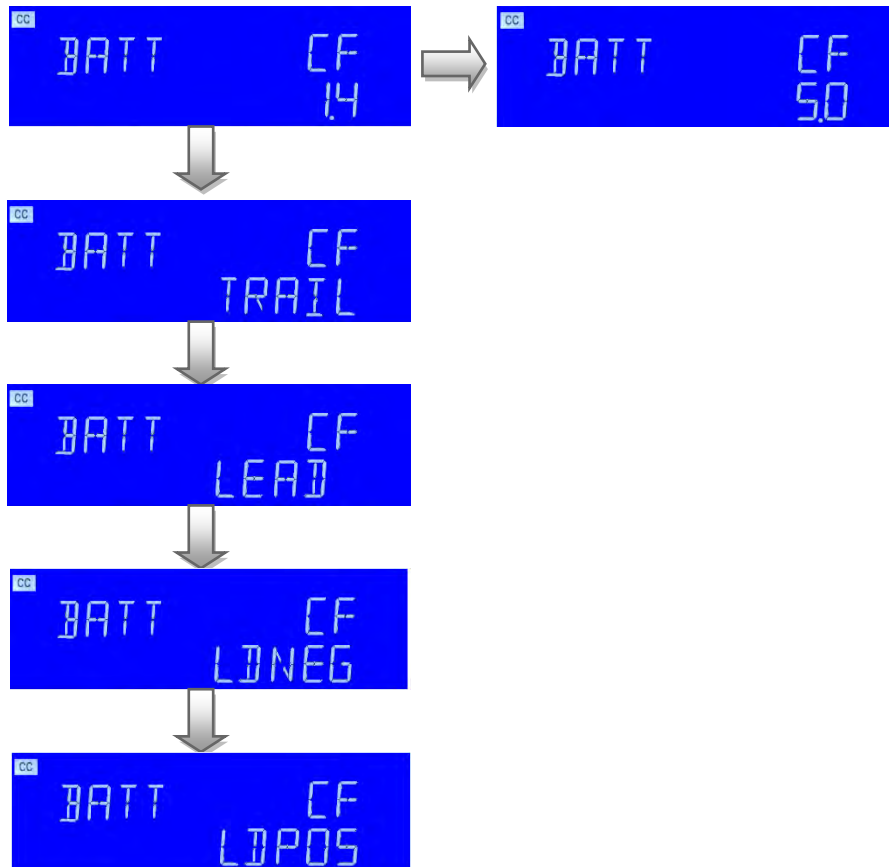 CC
BATT CF
1.4
CC
BATT CF
5.0
CC
BATT CF
TRAIL
CC
BATT CF
LEAD
CC
BATT CF
LDNEG
CC
BATT CF
LDPOS